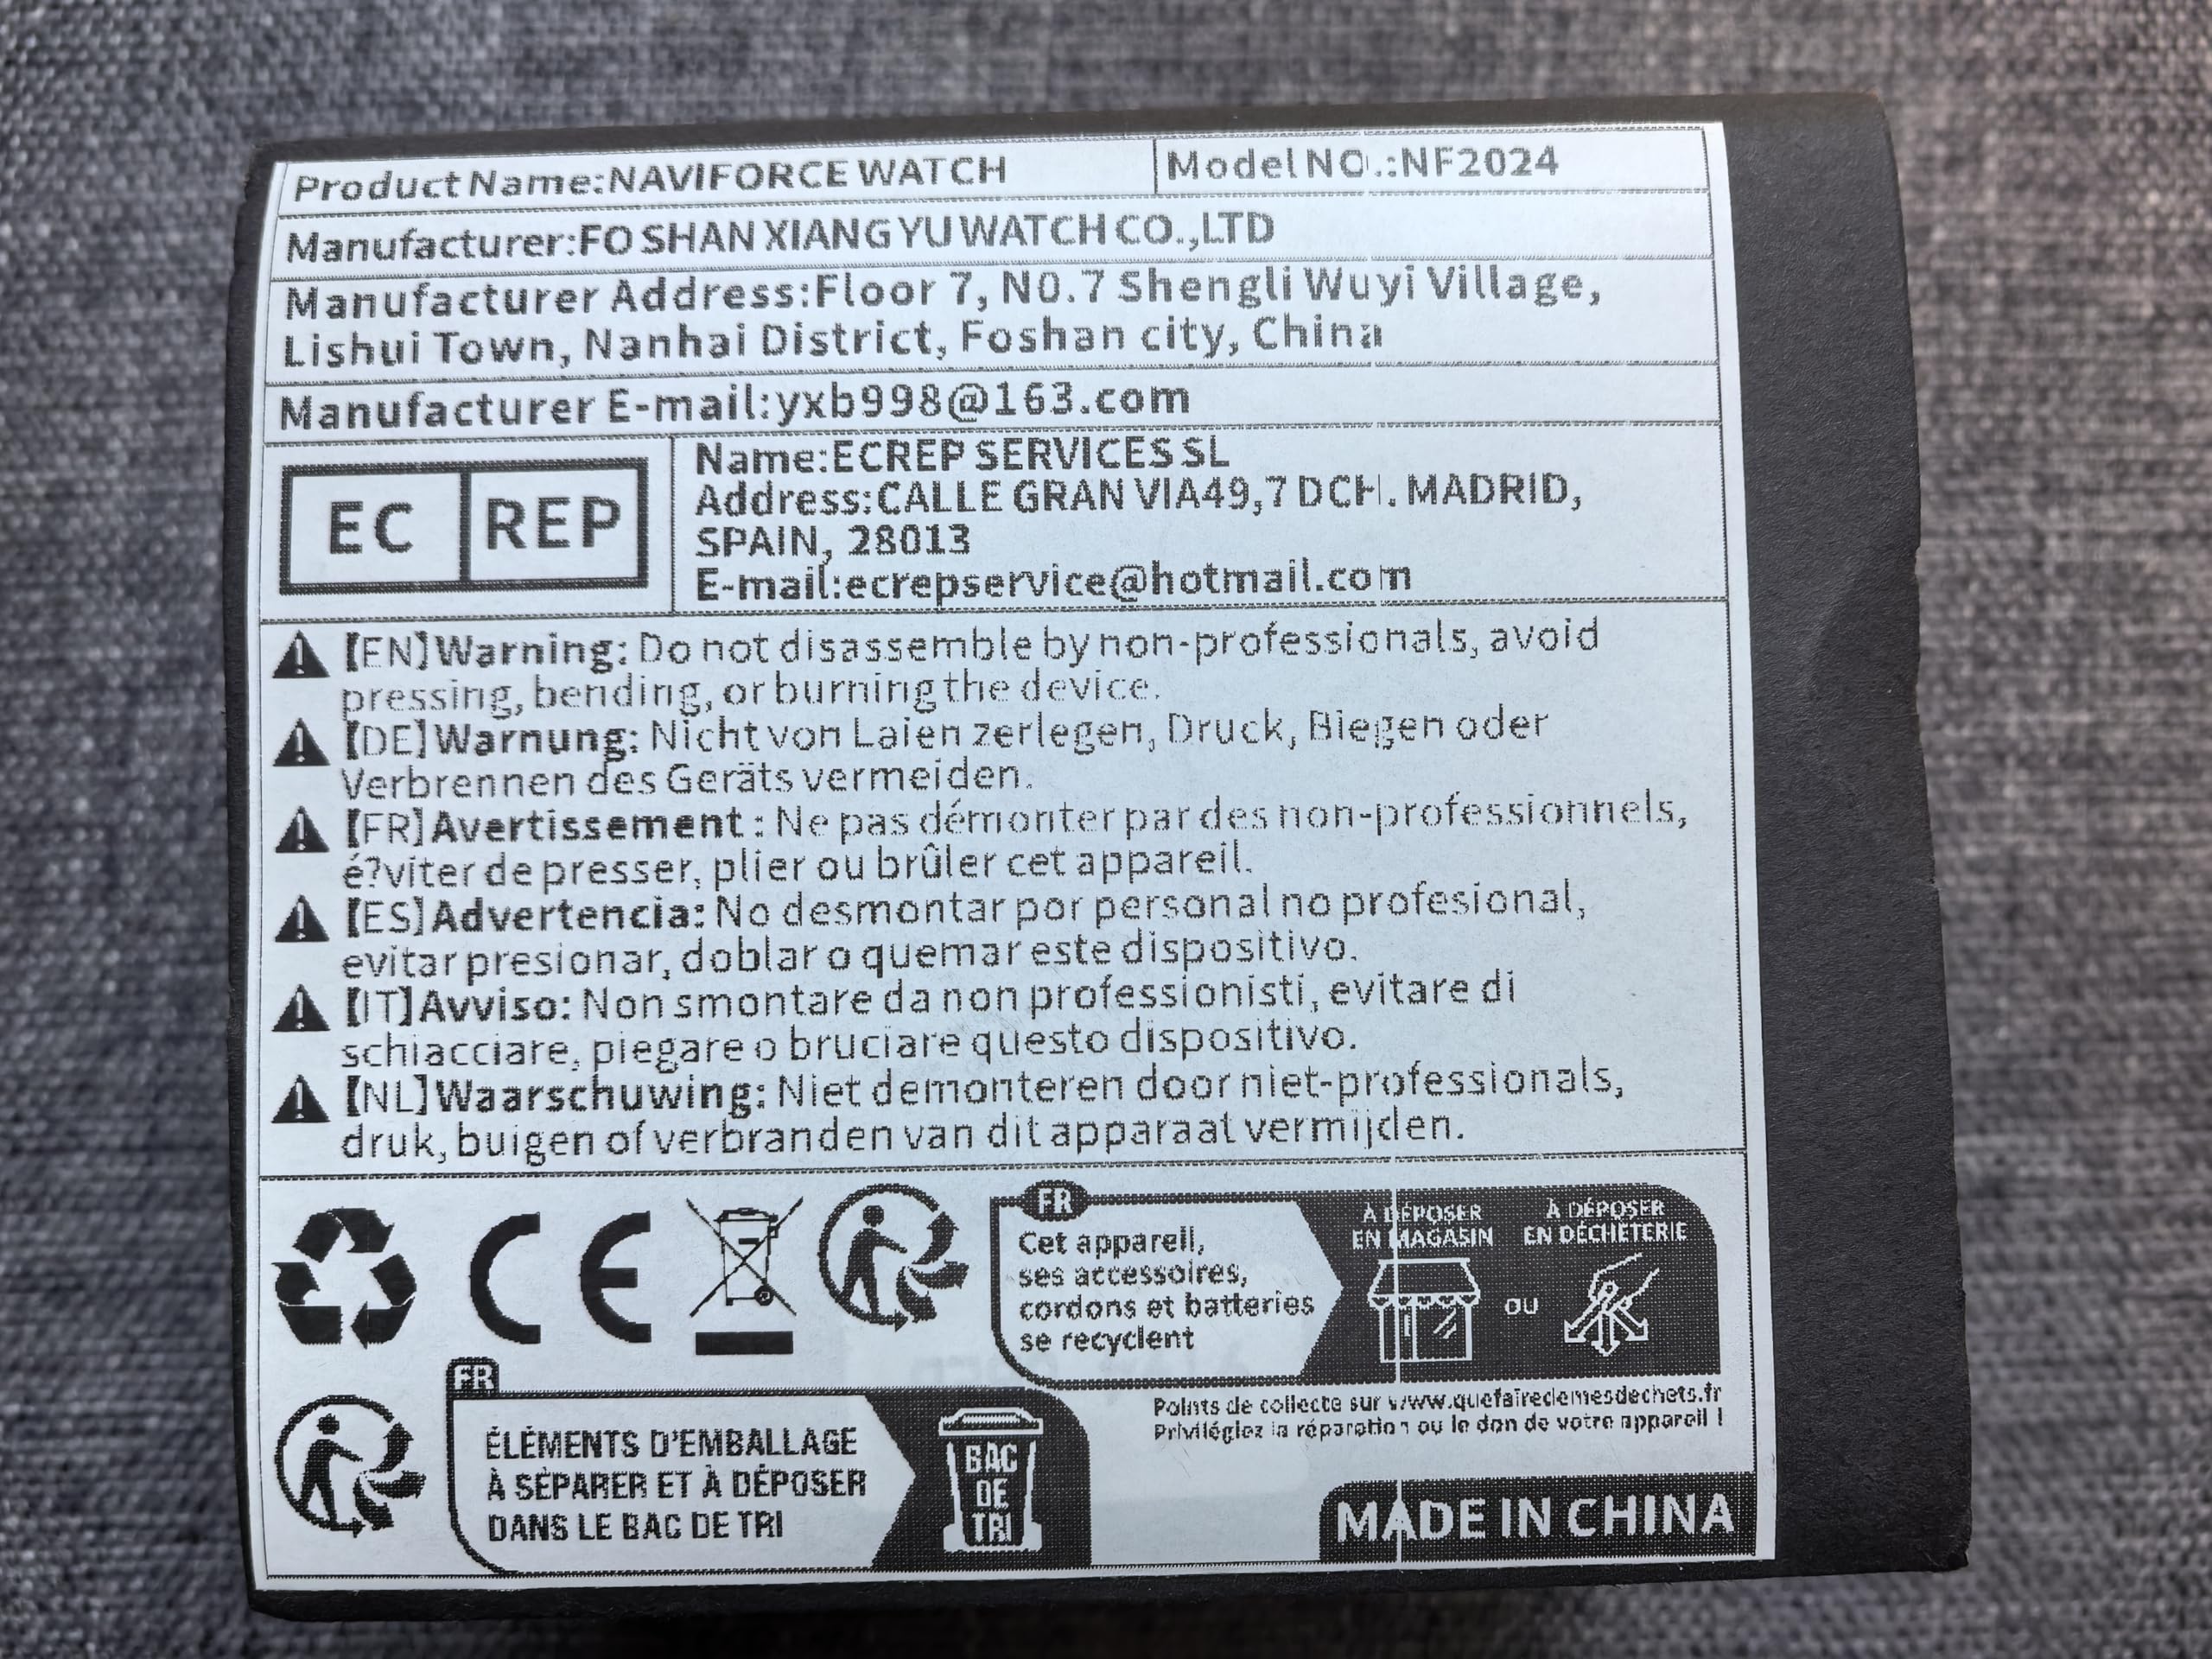 Product Name:NAVIFORCE WATCH
Model NO.:NF2024
Manufacturer:FO SHAN XIANG YU WATCH CO.,LTD
Manufacturer Address:Floor 7, N0.7 Shengli Wuyi Village,
Lishui Town, Nanhai District, Foshan city, China
Manufacturer E-mail:yxb998@163.com
EC REP
Name:ECREP SERVICES SL
Address:CALLE GRAN VIA49,7 DCH. MADRID,
SPAIN, 28013
E-mail:ecrepservice@hotmail.com
【EN】Warning: Do not disassemble by non-professionals, avoid
pressing, bending, or burning the device.
【DE】Warnung: Nicht von Laien zerlegen, Druck, Biegen oder
Verbrennen des Geräts vermeiden.
【FR】Avertissement : Ne pas démonter par des non-professionnels,
é?viter de presser, plier ou brûler cet appareil.
【ES】Advertencia: No desmontar por personal no profesional,
evitar presionar, doblar o quemar este dispositivo.
【IT】Avviso: Non smontare da non professionisti, evitare di
schiacciare, piegare o bruciare questo dispositivo.
【NL】Waarschuwing: Niet demonteren door niet-professionals,
druk, buigen of verbranden van dit apparaat vermijden.
CE
FR
Cet appareil,
ses accessoires,
cordons et batteries
se recyclent
À DÉPOSER
EN MAGASIN
OU
À DÉPOSER
EN DÉCHÈTERIE
Points de collecte sur www.quefairedemesdechets.fr
Privilégiez la réparation ou le don de votre appareil !
FR
ÉLÉMENTS D'EMBALLAGE
À SÉPARER ET À DÉPOSER
DANS LE BAC DE TRI
BAC
DE
TRI
MADE IN CHINA